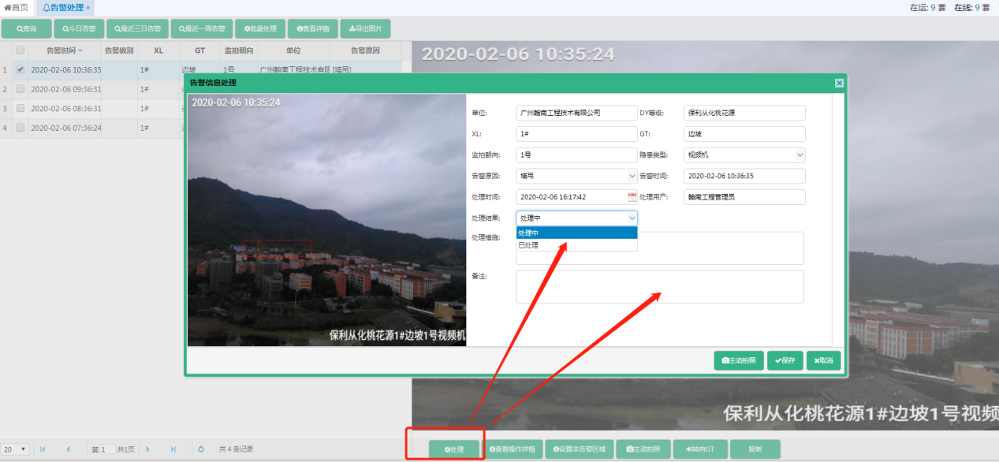 首页 告警处理 × 在运: 9 套 在线: 9 套
查询 今日告警 最近三日告警 最近一周告警 批量处理 查看详情 导出图片
告警时间 告警级别 XL GT 监拍朝向 单位 告警原因
1 2020-02-06 10:36:35 1# 边坡 1号 广州翰南工程技术有限 [塔吊]
2 2020-02-06 09:36:31 1#
3 2020-02-06 08:36:31 1#
4 2020-02-06 07:36:24 1#
2020-02-06 10:35:24
告警信息处理
2020-02-06 10:35:24
单位: 广州翰南工程技术有限公司 DY等级: 保利从化桃花源
XL: 1# GT: 边坡
监拍朝向: 1号 隐患类型: 视频机
告警原因: 塔吊 告警时间: 2020-02-06 10:36:35
处理时间: 2020-02-06 16:17:42 处理用户: 翰南工程管理员
处理结果: 处理中
处理中
已处理
处理措施:
备注:
保利从化桃花源1#边坡1号视频机
主动拍照 保存 取消
保利从化桃花源1#边坡1号视频
20 第 1 共1页 共 4 条记录
处理 查看操作详情 设置非告警区域 主动拍照 转向GT 复制